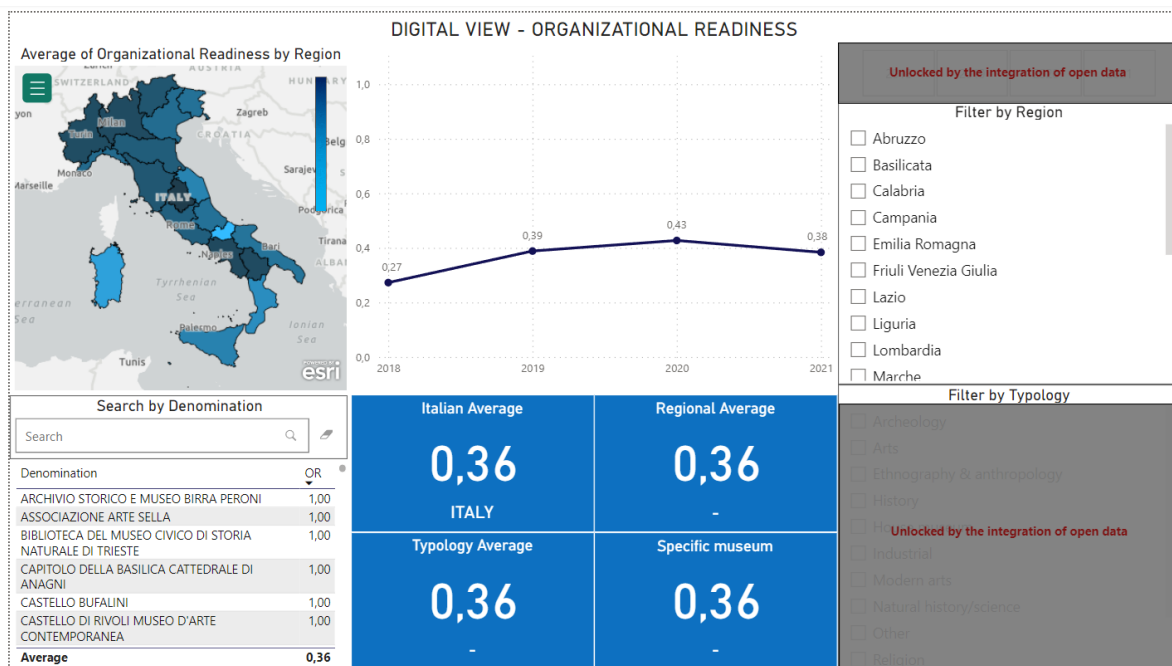 DIGITAL VIEW - ORGANIZATIONAL READINESS
Average of Organizational Readiness by Region
SWITZERLAND
AUSTRIA
Zagreb
CROATIA
Milan
Turin
Monaco
Marseille
ITALY
Rome
Naples
Bari
Tirana
Tyrrhenian
Sea
Palermo
Ionian
Sea
Tunis
esri
1,0
0,8
0,6
0,4
0,2
0,0
0,27
0,39
0,43
0,38
2018
2019
2020
2021
Unlocked by the integration of open data
Filter by Region
Abruzzo
Basilicata
Calabria
Campania
Emilia Romagna
Friuli Venezia Giulia
Lazio
Liguria
Lombardia
Marche
Search by Denomination
Search
Denomination OR
ARCHIVIO STORICO E MUSEO BIRRA PERONI 1,00
ASSOCIAZIONE ARTE SELLA 1,00
BIBLIOTECA DEL MUSEO CIVICO DI STORIA 1,00
NATURALE DI TRIESTE
CAPITOLO DELLA BASILICA CATTEDRALE DI 1,00
ANAGNI
CASTELLO BUFALINI 1,00
CASTELLO DI RIVOLI MUSEO D'ARTE 1,00
CONTEMPORANEA
Average 0,36
Italian Average
0,36
ITALY
Regional Average
0,36
-
Typology Average
0,36
-
Specific museum
0,36
-
Filter by Typology
Archeology
Arts
Ethnography & anthropology
History
Unlocked by the integration of open data
Industrial
Modern arts
Natural history/science
Other
Religion